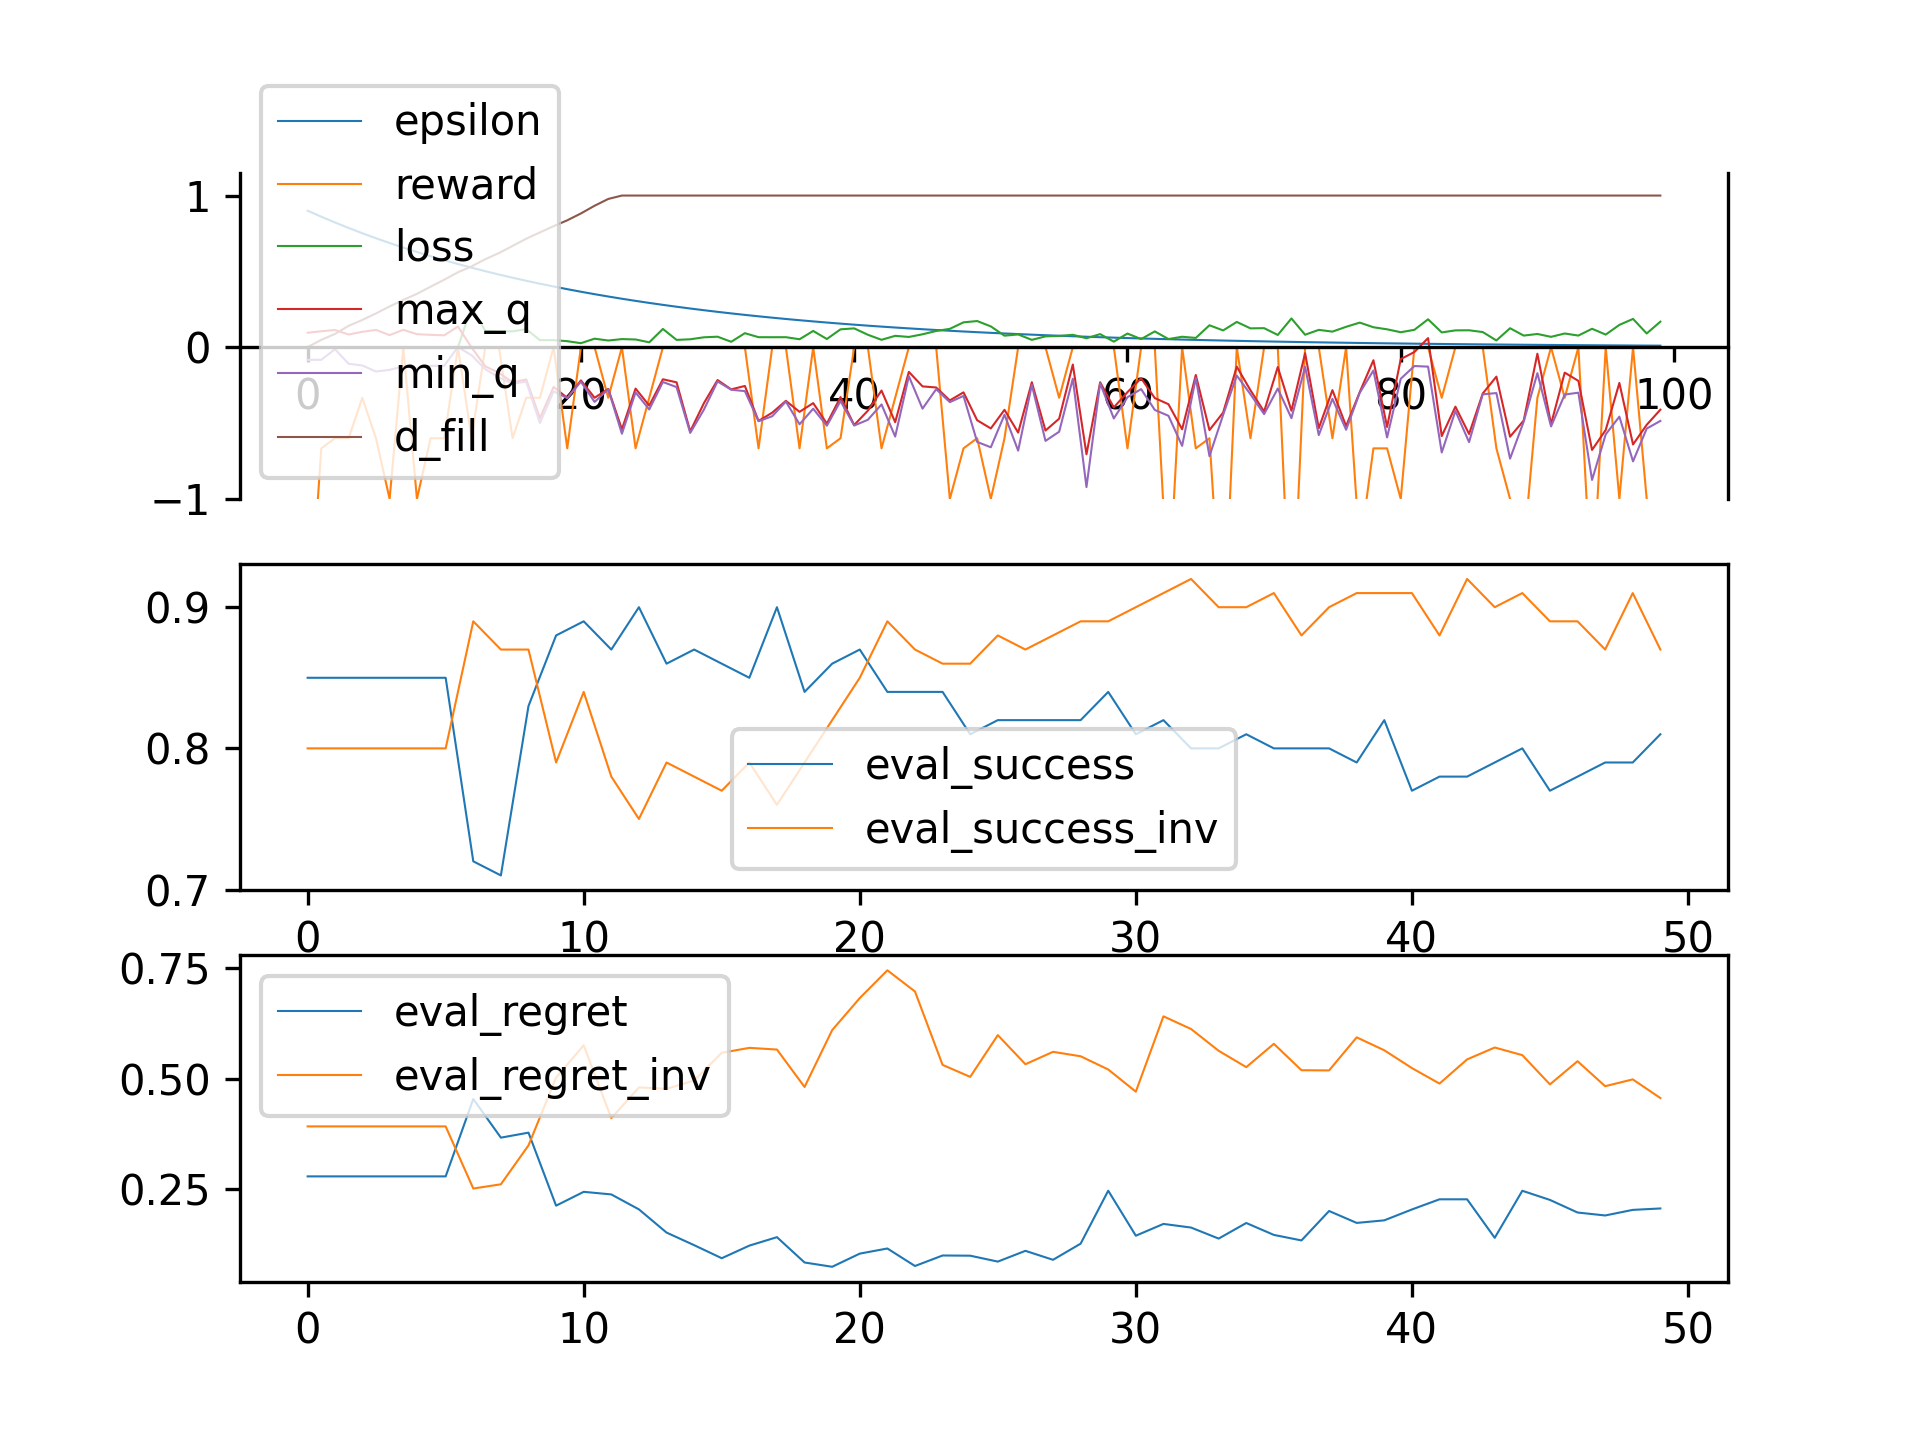 epsilon
reward
loss
max_q
min_q
d_fill
1
0
−1
0 20 40 60 80 100
0.9
0.8
0.7
eval_success
eval_success_inv
0 10 20 30 40 50
0.75
0.50
0.25
eval_regret
eval_regret_inv
0 10 20 30 40 50